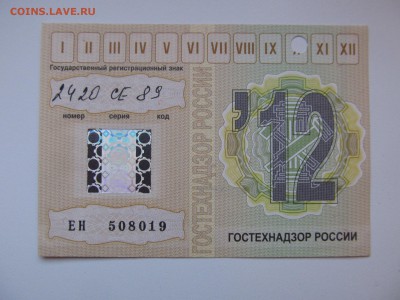 COINS.LAVE.RU
I II III IV V VI VII VIII IX XI XII
Государственный регистрационный знак
2420 СЕ 89
номер серия код
ЕН 508019
'12
ГОСТЕХНАДЗОР РОССИИ
ГОСТЕХНАДЗОР РОССИИ